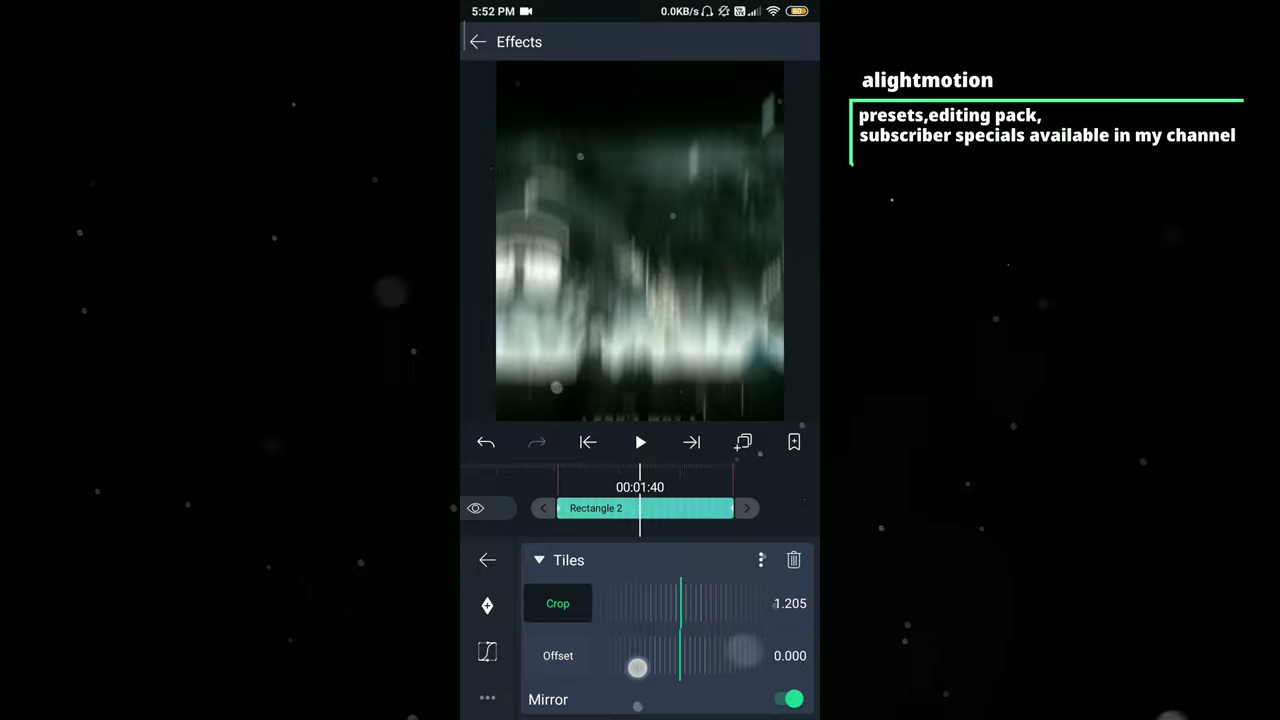 5:52 PM
0.0KB/s
80
Effects
alightmotion
presets,editing pack,
subscriber specials available in my channel
00:01:40
Rectangle 2
Tiles
Crop
1.205
Offset
0.000
Mirror